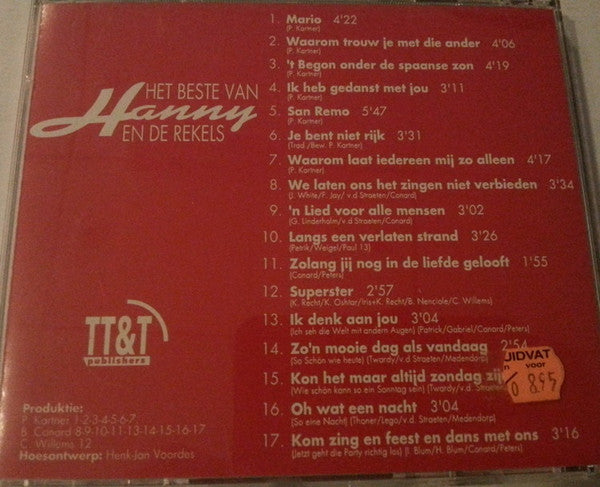 HET BESTE VAN
Hanny
EN DE REKELS
1. Mario 4'22
(P. Kartner)
2. Waarom trouw je met die ander 4'06
(P. Kartner)
3. 't Begon onder de spaanse zon 4'19
(P. Kartner)
4. Ik heb gedanst met jou 3'11
(P. Kartner)
5. San Remo 5'47
(P. Kartner)
6. Je bent niet rijk 3'31
(Trad./Bew. P. Kartner)
7. Waarom laat iedereen mij zo alleen 4'17
(P. Kartner)
8. We laten ons het zingen niet verbieden 3'34
(J. White/F. Jay/ v.d Straeten/Conard)
9. 'n Lied voor alle mensen 3'02
(G. Linderholm/v.d Straeten/Conard)
10. Langs een verlaten strand 3'26
(Petrik/Weigel/Paul 13)
11. Zolang jij nog in de liefde gelooft 1'55
(Conard/Peters)
12. Superster 2'57
(K. Recht/K. Oshtar/Iris+K. Recht/B. Nenciole/C. Willems)
13. Ik denk aan jou 3'04
(Ich seh die Welt mit andern Augen) (Patrick/Gabriel/Conard/Peters)
14. Zo'n mooie dag als vandaag 2'54
(So Schön wie heute) (Twardy/v.d Straeten/Medendorp)
15. Kon het maar altijd zondag zijn
(Wie schön kann so ein Sonntag sein) (Twardy/v.d Straeten/
16. Oh wat een nacht 3'04
(So eine Nacht) (Thoner/Lego/v.d Straeten/Medendorp)
17. Kom zing en feest en dans met ons 3'16
(Jetzt geht die Party richtig los) (I. Blum/H. Blum/Conard/Peters)
TT&T
publishers
UIDVAT
n voor
0 895
Produktie:
P. Kartner 1-2-3-4-5-6-7
B. Conard 8-9-10-11-13-14-15-16-17
C. Willems 12
Hoesontwerp: Henk-Jan Voordes